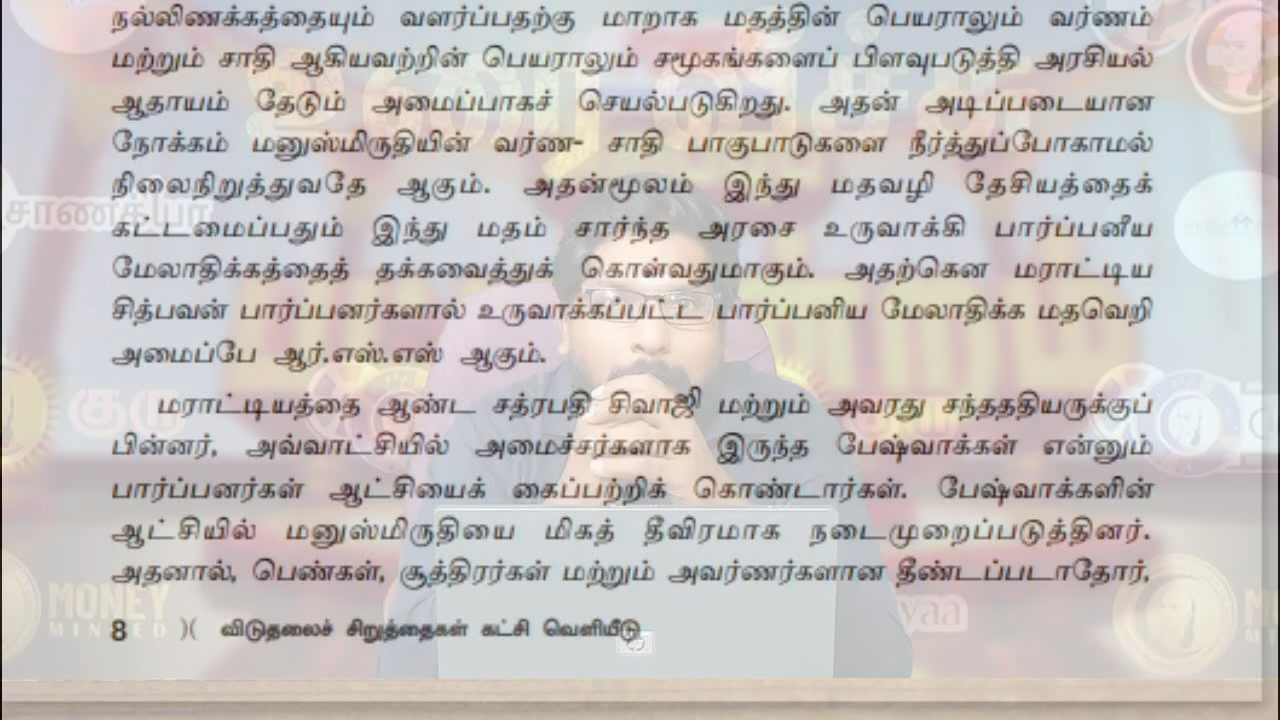 நல்லிணக்கத்தையும் வளர்ப்பதற்கு மாறாக மதத்தின் பெயராலும் வர்ணம்
மற்றும் சாதி ஆகியவற்றின் பெயராலும் சமூகங்களைப் பிளவுபடுத்தி அரசியல்
ஆதாயம் தேடும் அமைப்பாகச் செயல்படுகிறது. அதன் அடிப்படையான
நோக்கம் மனுஸ்மிருதியின் வர்ண- சாதி பாகுபாடுகளை நீர்த்துப்போகாமல்
நிலைநிறுத்துவதே ஆகும். அதன்மூலம் இந்து மதவழி தேசியத்தைக்
கட்டமைப்பதும் இந்து மதம் சார்ந்த அரசை உருவாக்கி பார்ப்பனீய
மேலாதிக்கத்தைத் தக்கவைத்துக் கொள்வதுமாகும். அதற்கென மராட்டிய
சித்பவன் பார்ப்பனர்களால் உருவாக்கப்பட்ட பார்ப்பனிய மேலாதிக்க மதவெறி
அமைப்பே ஆர்.எஸ்.எஸ் ஆகும்.
மராட்டியத்தை ஆண்ட சத்ரபதி சிவாஜி மற்றும் அவரது சந்தததியருக்குப்
பின்னர், அவ்வாட்சியில் அமைச்சர்களாக இருந்த பேஷ்வாக்கள் என்னும்
பார்ப்பனர்கள் ஆட்சியைக் கைப்பற்றிக் கொண்டார்கள். பேஷ்வாக்களின்
ஆட்சியில் மனுஸ்மிருதியை மிகத் தீவிரமாக நடைமுறைப்படுத்தினர்.
அதனால், பெண்கள், சூத்திரர்கள் மற்றும் அவர்ணர்களான தீண்டப்படாதோர்,
8 )( விடுதலைச் சிறுத்தைகள் கட்சி வெளியீடு
சாணக்கியா
குரு
MONEY
MINTED
yaa